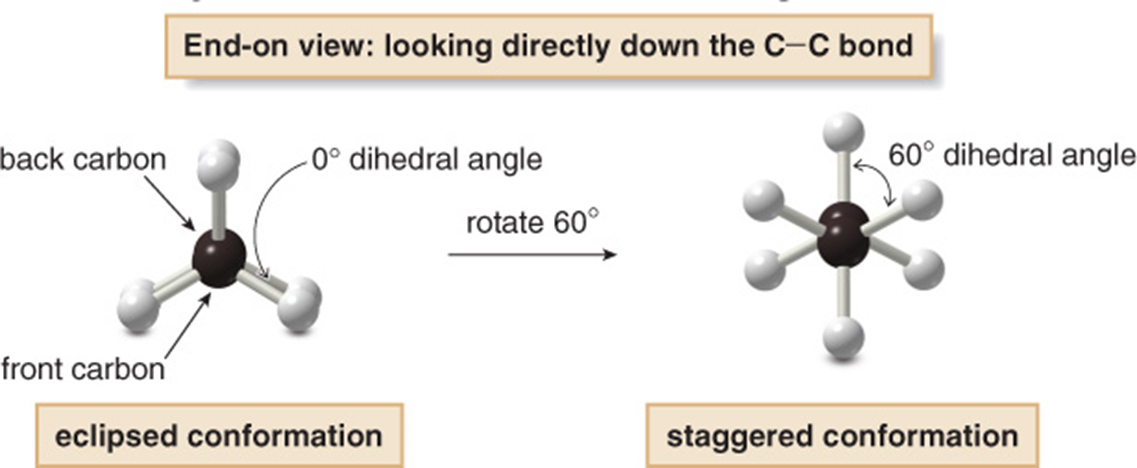 End-on view: looking directly down the C–C bond
back carbon
0° dihedral angle
60° dihedral angle
rotate 60°
front carbon
eclipsed conformation
staggered conformation